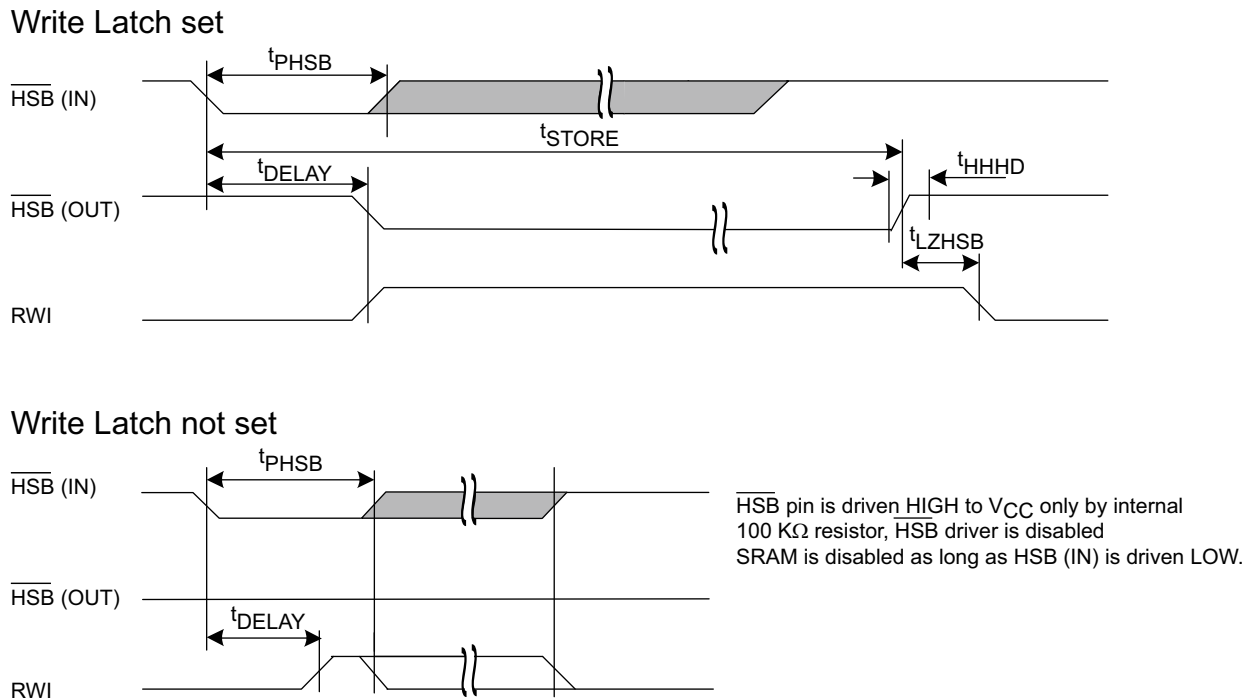 Write Latch set
tPHSB
HSB (IN)
tSTORE
tDELAY
tHHHD
HSB (OUT)
tLZHSB
RWI
Write Latch not set
tPHSB
HSB (IN)
HSB pin is driven HIGH to VCC only by internal
100 KΩ resistor, HSB driver is disabled
SRAM is disabled as long as HSB (IN) is driven LOW.
HSB (OUT)
tDELAY
RWI